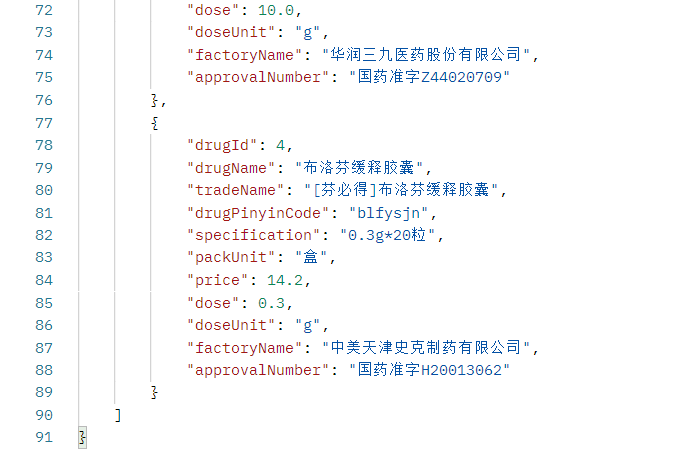 72 "dose": 10.0,
73 "doseUnit": "g",
74 "factoryName": "华润三九医药股份有限公司",
75 "approvalNumber": "国药准字Z44020709"
76 },
77 {
78 "drugId": 4,
79 "drugName": "布洛芬缓释胶囊",
80 "tradeName": "[芬必得]布洛芬缓释胶囊",
81 "drugPinyinCode": "blfysjn",
82 "specification": "0.3g*20粒",
83 "packUnit": "盒",
84 "price": 14.2,
85 "dose": 0.3,
86 "doseUnit": "g",
87 "factoryName": "中美天津史克制药有限公司",
88 "approvalNumber": "国药准字H20013062"
89 }
90 ]
91 }